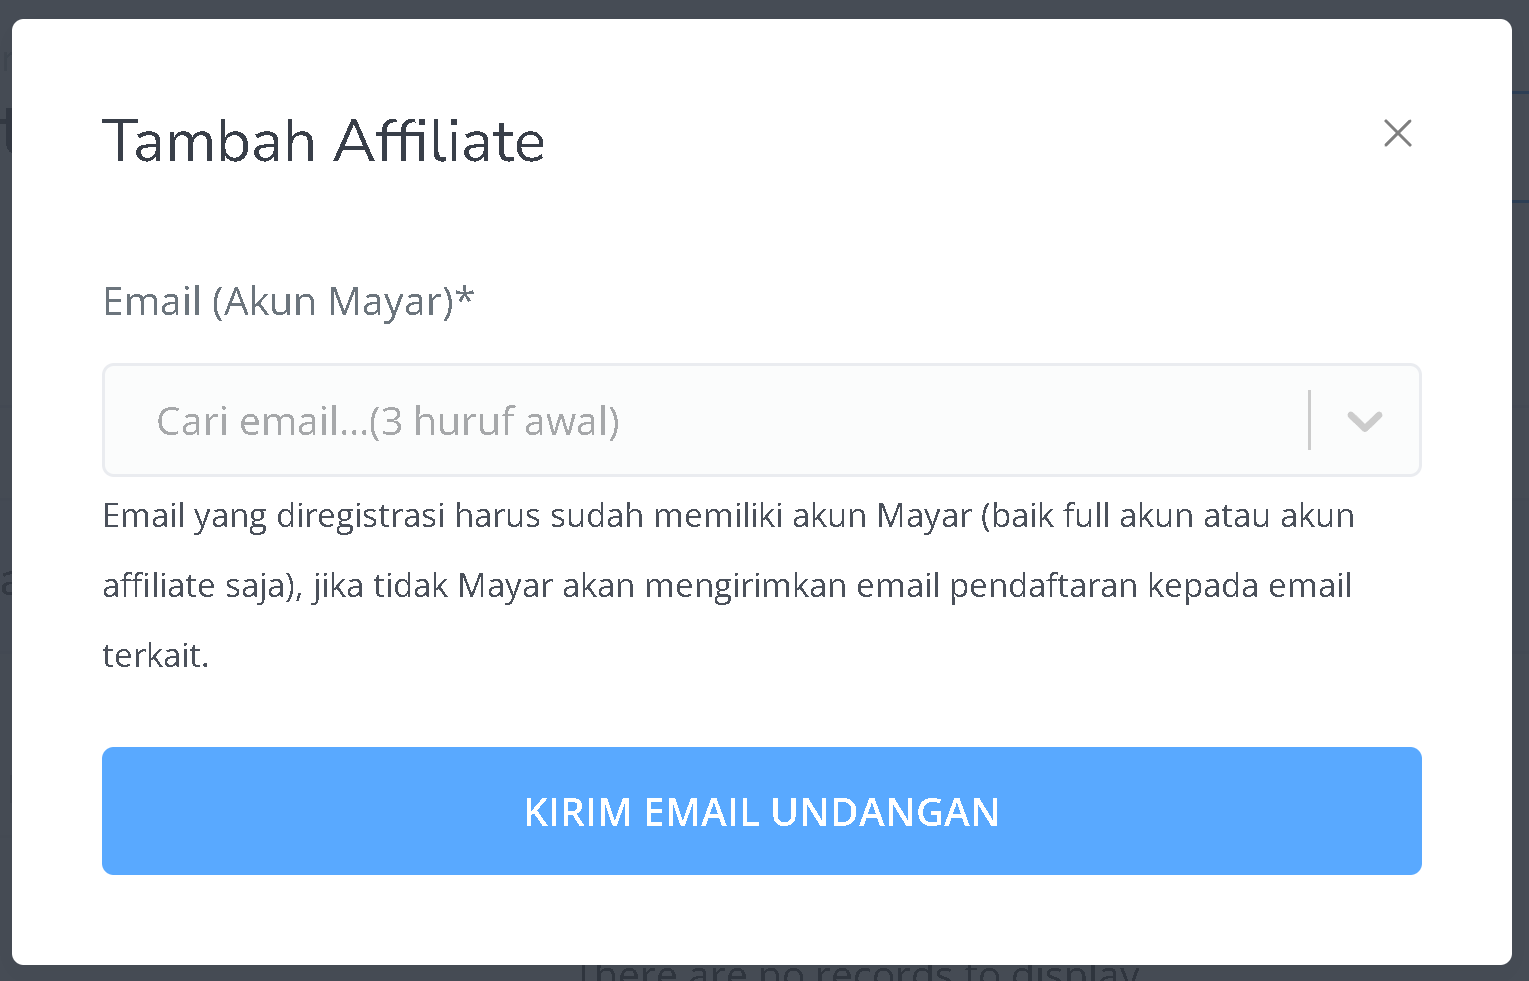 Tambah Affiliate
Email (Akun Mayar)*
Cari email...(3 huruf awal)
Email yang diregistrasi harus sudah memiliki akun Mayar (baik full akun atau akun
affiliate saja), jika tidak Mayar akan mengirimkan email pendaftaran kepada email
terkait.
KIRIM EMAIL UNDANGAN
There are no records to display